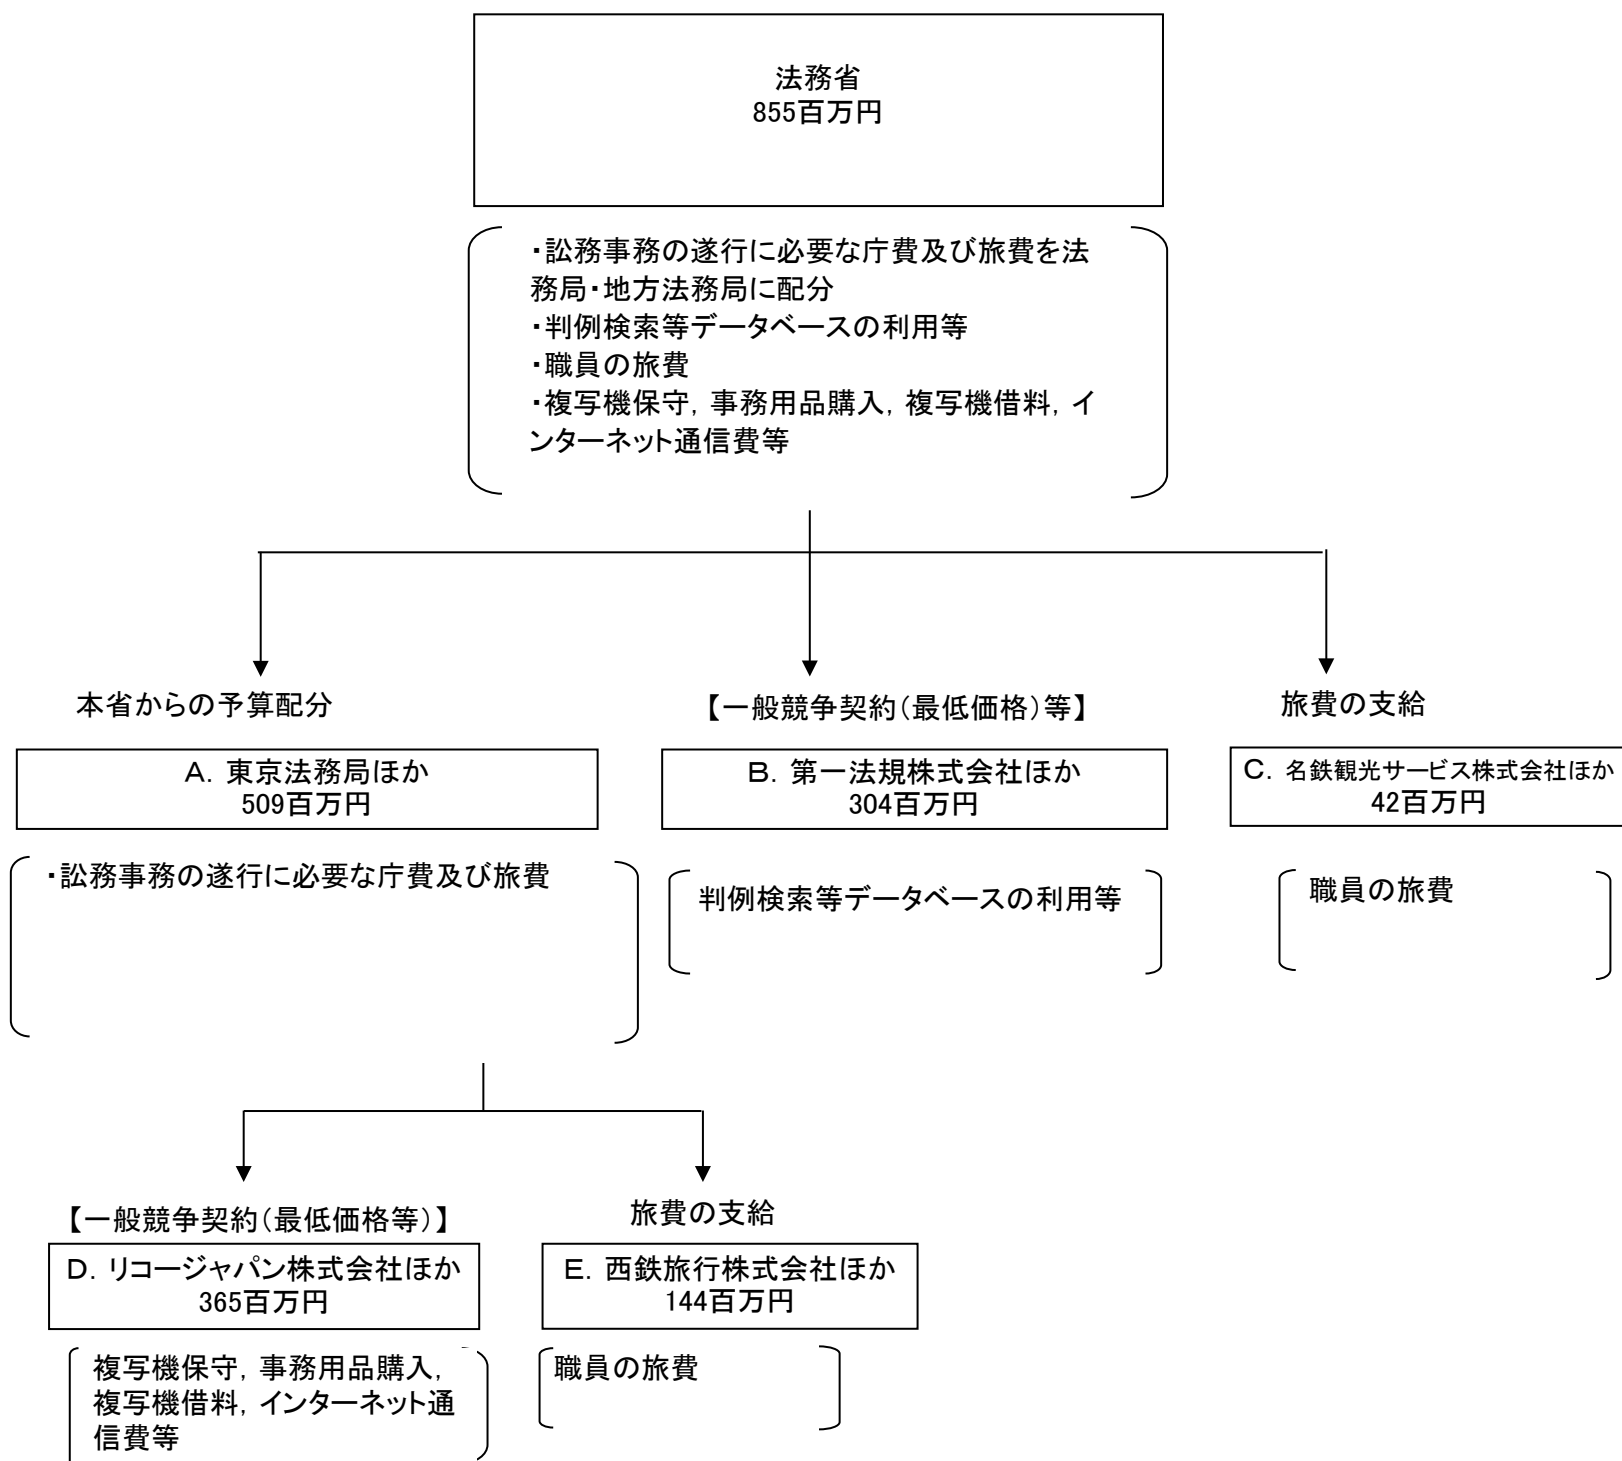 法務省
855百万円
・訟務事務の遂行に必要な庁費及び旅費を法
務局・地方法務局に配分
・判例検索等データベースの利用等
・職員の旅費
・複写機保守，事務用品購入，複写機借料，イ
ンターネット通信費等
本省からの予算配分
A．東京法務局ほか
509百万円
・訟務事務の遂行に必要な庁費及び旅費
【一般競争契約（最低価格）等】
B．第一法規株式会社ほか
304百万円
判例検索等データベースの利用等
旅費の支給
C．名鉄観光サービス株式会社ほか
42百万円
職員の旅費
【一般競争契約（最低価格等）】
D．リコージャパン株式会社ほか
365百万円
複写機保守，事務用品購入，
複写機借料，インターネット通
信費等
旅費の支給
E．西鉄旅行株式会社ほか
144百万円
職員の旅費